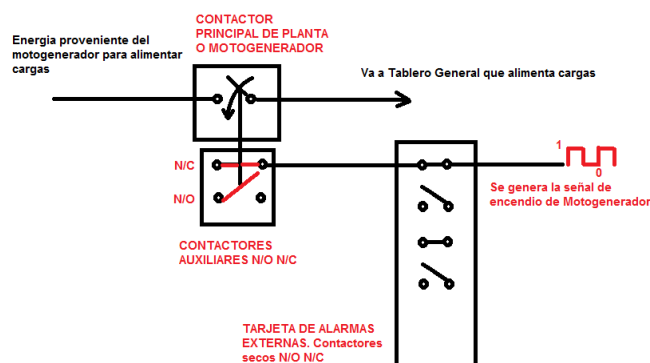 CONTACTOR
PRINCIPAL DE PLANTA
O MOTOGENERADOR
Energia proveniente del
motogenerador para alimentar
cargas
Va a Tablero General que alimenta cargas
N/C
N/O
1
0
Se genera la señal de
encendio de Motogenerador
CONTACTORES
AUXILIARES N/O N/C
TARJETA DE ALARMAS
EXTERNAS. Contactores
secos N/O N/C